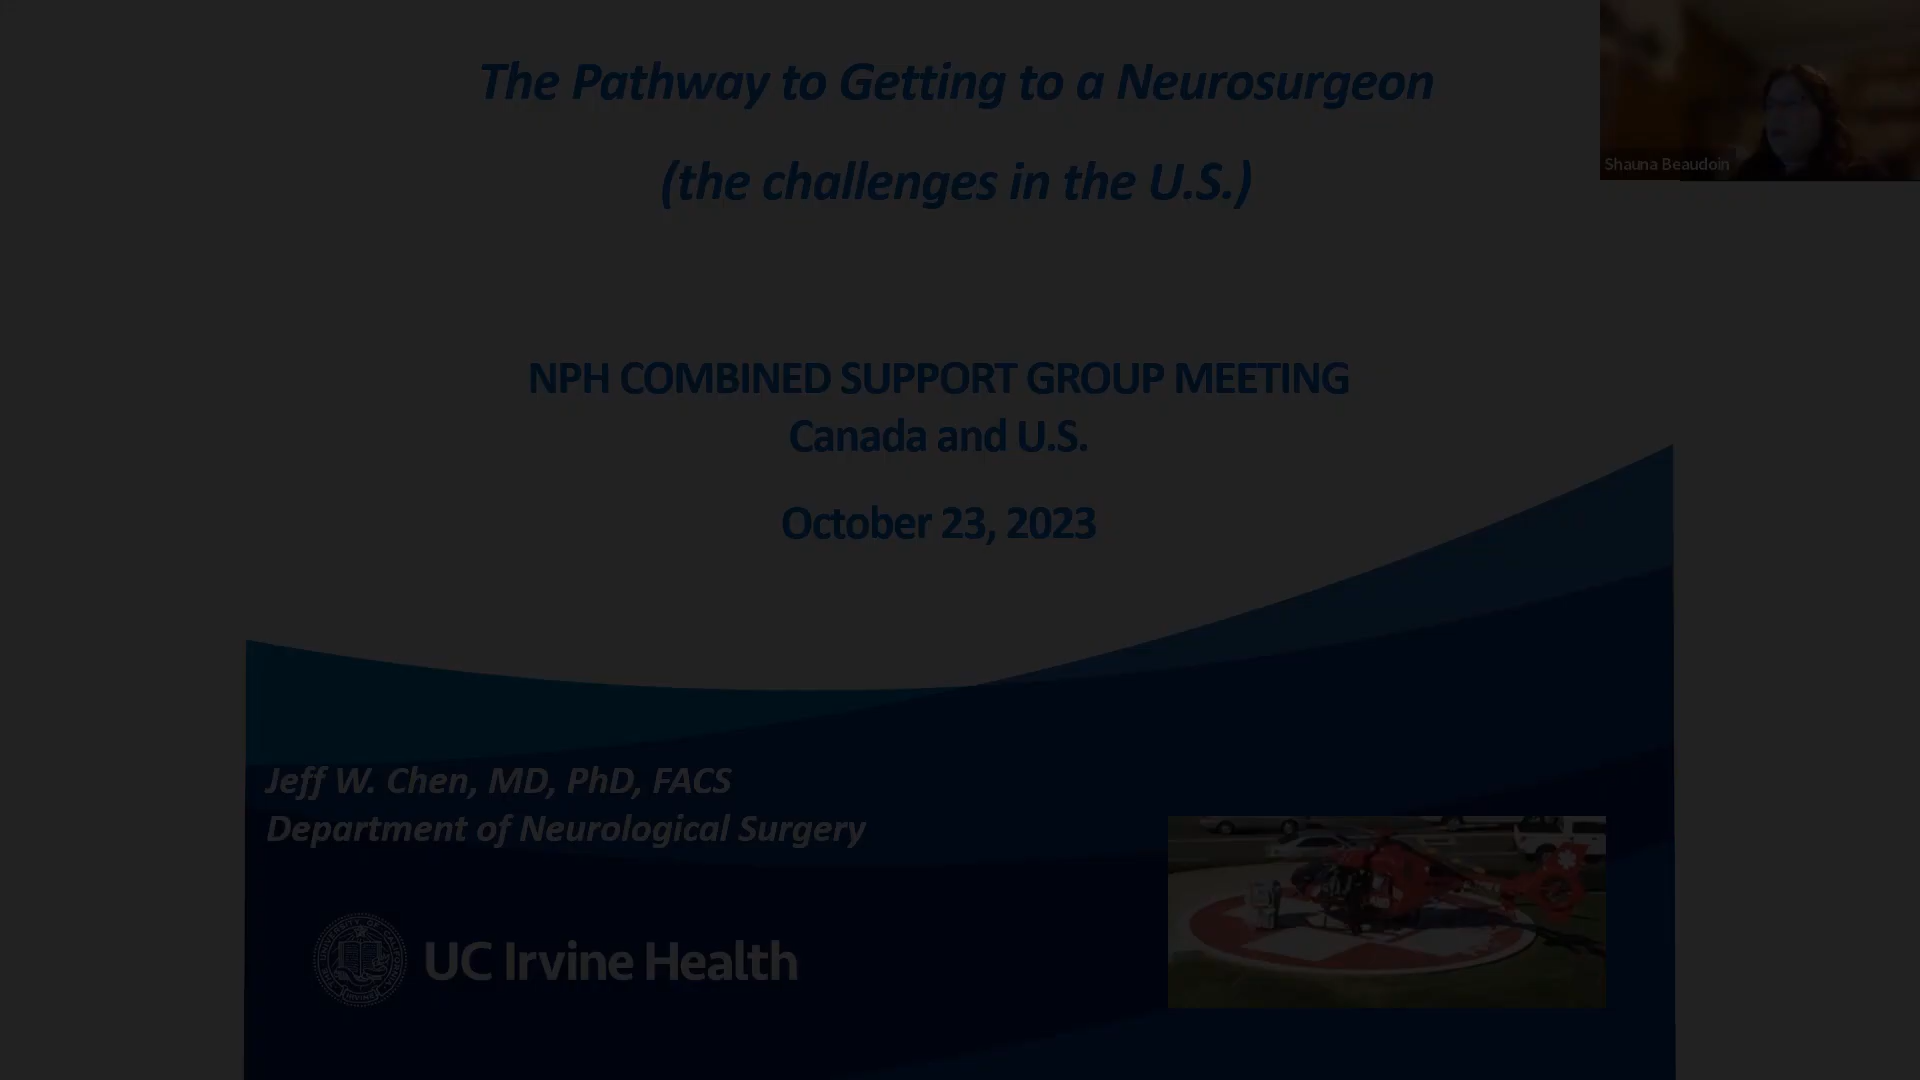 The Pathway to Getting to a Neurosurgeon
(the challenges in the U.S.)
Shauna Beaudoin
NPH COMBINED SUPPORT GROUP MEETING
Canada and U.S.
October 23, 2023
Jeff W. Chen, MD, PhD, FACS
Department of Neurological Surgery
UC Irvine Health